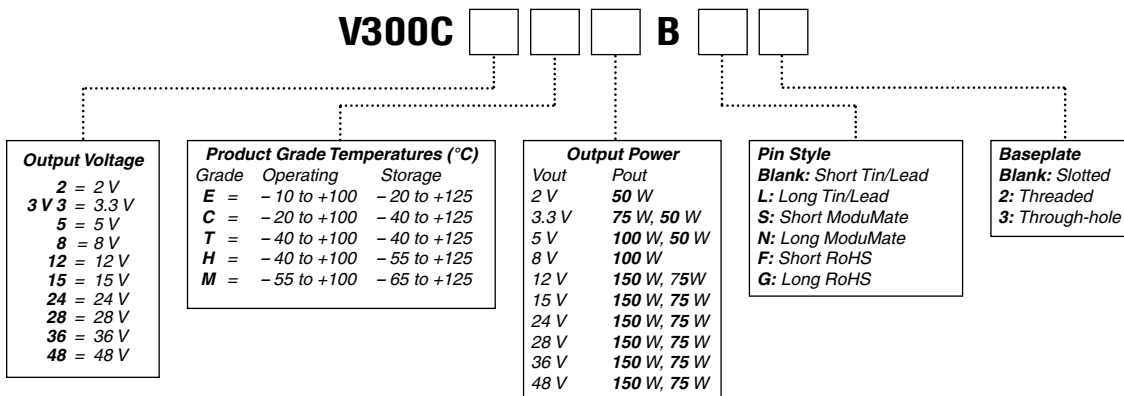 V300C B
Output Voltage
2 = 2 V
3 V 3 = 3.3 V
5 = 5 V
8 = 8 V
12 = 12 V
15 = 15 V
24 = 24 V
28 = 28 V
36 = 36 V
48 = 48 V
Product Grade Temperatures (°C)
Grade Operating Storage
E = – 10 to +100 – 20 to +125
C = – 20 to +100 – 40 to +125
T = – 40 to +100 – 40 to +125
H = – 40 to +100 – 55 to +125
M = – 55 to +100 – 65 to +125
Output Power
Vout Pout
2 V 50 W
3.3 V 75 W, 50 W
5 V 100 W, 50 W
8 V 100 W
12 V 150 W, 75W
15 V 150 W, 75 W
24 V 150 W, 75 W
28 V 150 W, 75 W
36 V 150 W, 75 W
48 V 150 W, 75 W
Pin Style
Blank: Short Tin/Lead
L: Long Tin/Lead
S: Short ModuMate
N: Long ModuMate
F: Short RoHS
G: Long RoHS
Baseplate
Blank: Slotted
2: Threaded
3: Through-hole